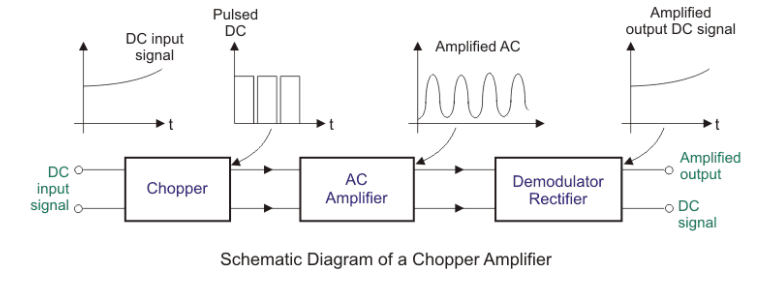 Pulsed
DC
DC input
signal
t
t
Amplified AC
Amplified
output DC signal
t
DC
input
signal
Chopper
AC
Amplifier
Demodulator
Rectifier
Amplified
output
DC
signal
Schematic Diagram of a Chopper Amplifier